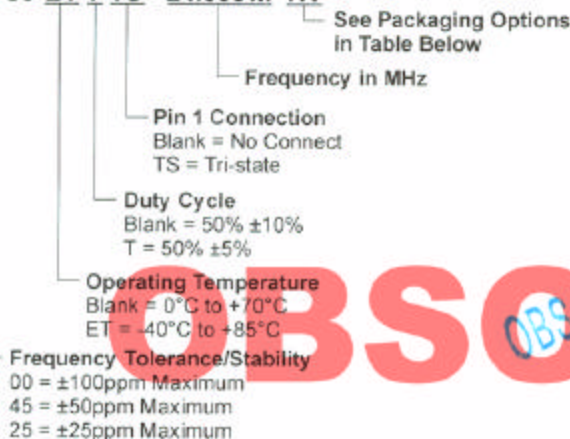 See Packaging Options
in Table Below
Frequency in MHz
Pin 1 Connection
Blank = No Connect
TS = Tri-state
Duty Cycle
Blank = 50% ±10%
T = 50% ±5%
Operating Temperature
Blank = 0°C to +70°C
ET = -40°C to +85°C
OBSO
OBS
Frequency Tolerance/Stability
00 = ±100ppm Maximum
45 = ±50ppm Maximum
25 = ±25ppm Maximum